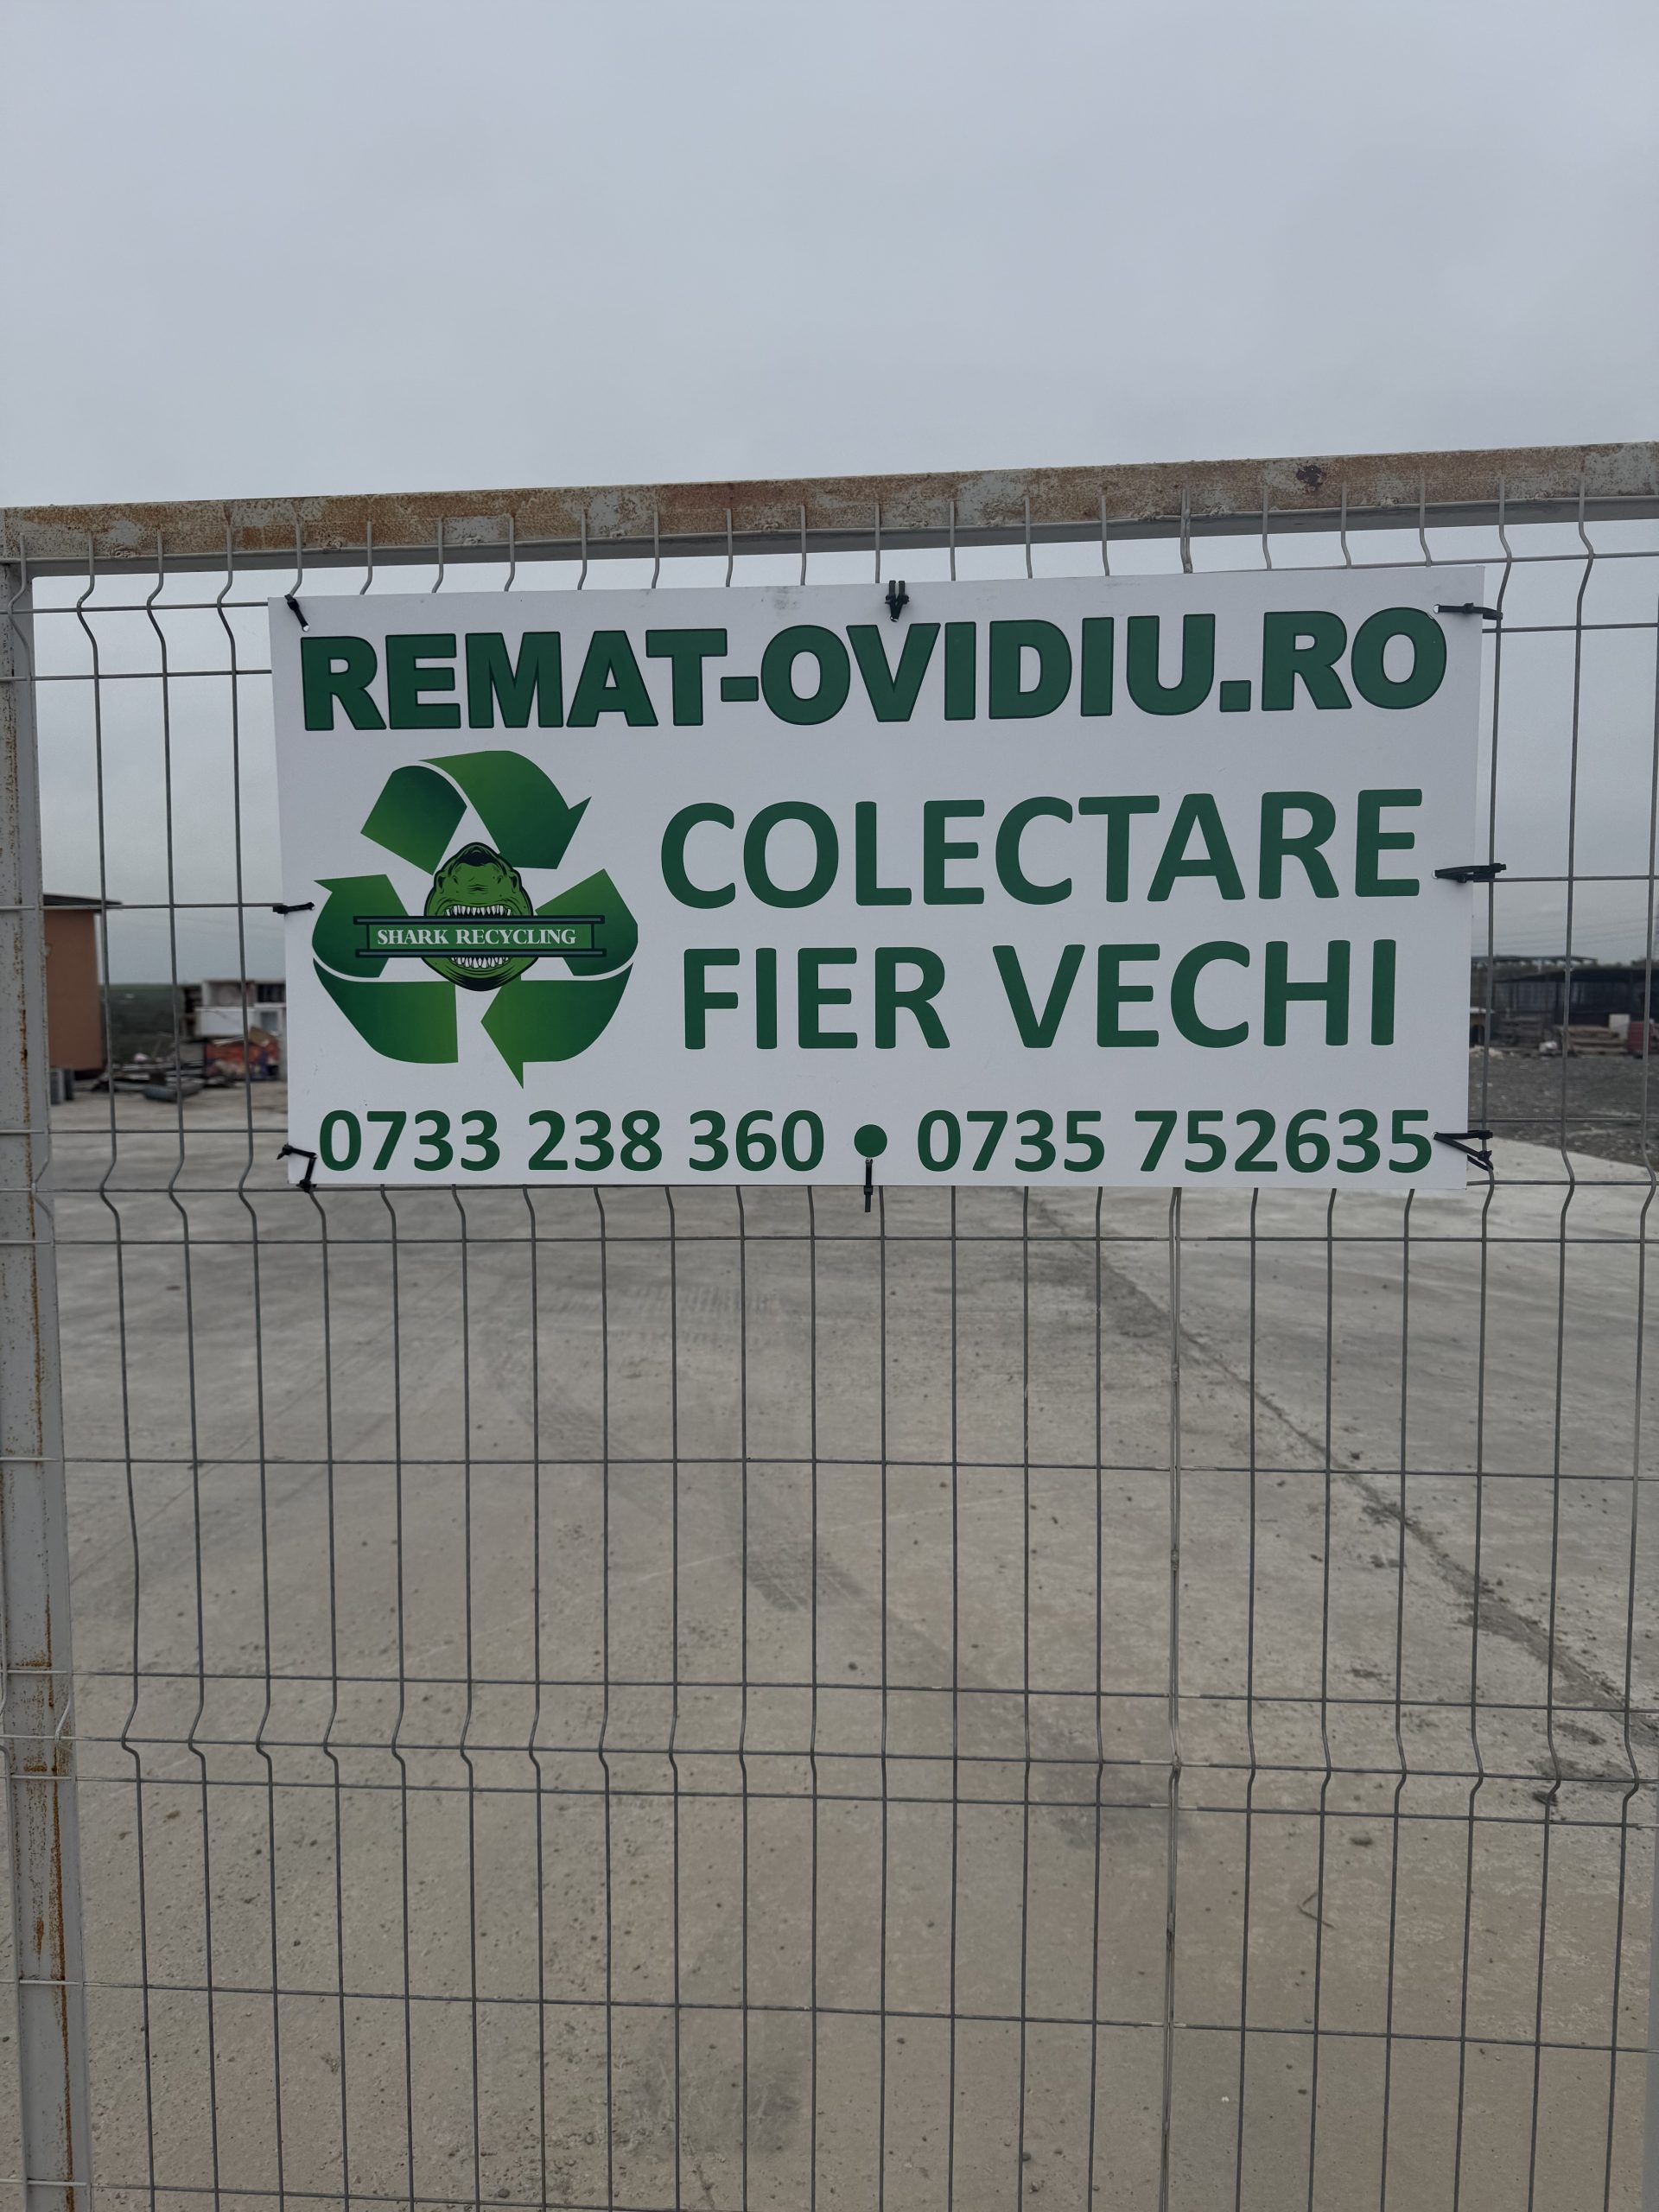 REMAT-OVIDIU.RO
SHARK RECYCLING
COLECTARE
FIER VECHI
0733 238 360 • 0735 752635